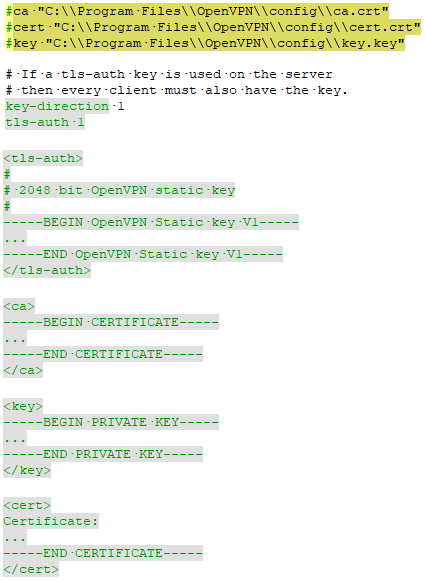 #ca "C:\\Program Files\\OpenVPN\\config\\ca.crt"
#cert "C:\\Program Files\\OpenVPN\\config\\cert.crt"
#key "C:\\Program Files\\OpenVPN\\config\\key.key"
# If a tls-auth key is used on the server
# then every client must also have the key.
key-direction 1
tls-auth 1
<tls-auth>
#
# 2048 bit OpenVPN static key
#
-----BEGIN OpenVPN Static key V1-----
...
-----END OpenVPN Static key V1-----
</tls-auth>
<ca>
-----BEGIN CERTIFICATE-----
...
-----END CERTIFICATE-----
</ca>
<key>
-----BEGIN PRIVATE KEY-----
...
-----END PRIVATE KEY-----
</key>
<cert>
Certificate:
...
-----END CERTIFICATE-----
</cert>